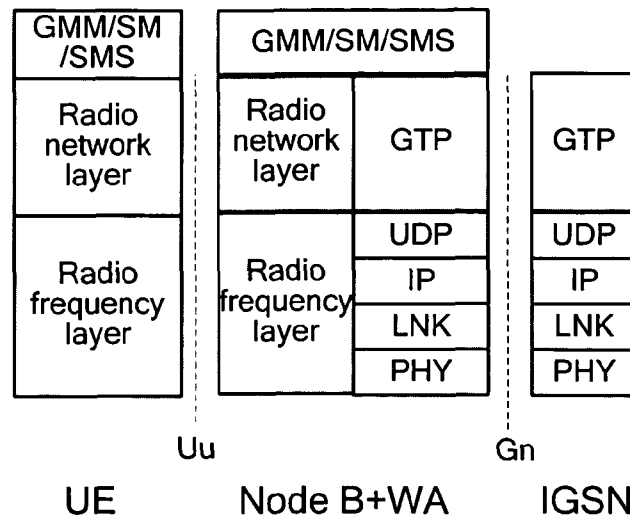 GMM/SM
/SMS
Radio
network
layer
Radio
frequency
layer
GMM/SM/SMS
Radio
network
layer
GTP
Radio
frequency
layer
UDP
IP
LNK
PHY
GTP
UDP
IP
LNK
PHY
Uu
Gn
UE
Node B+WA
IGSN